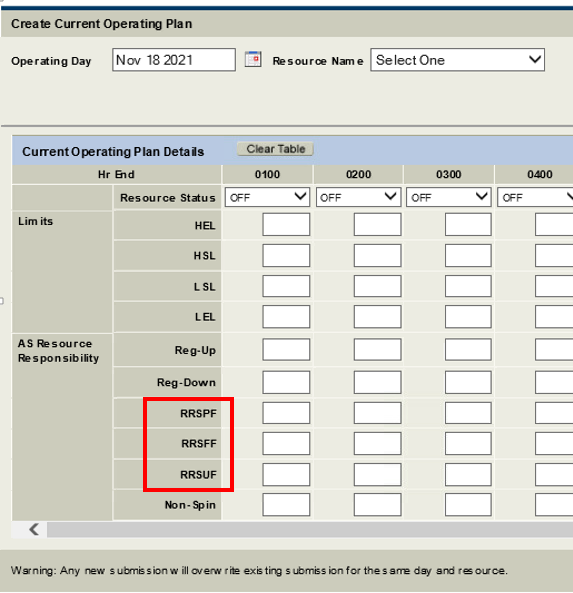 Create Current Operating Plan
Operating Day Nov 18 2021 Resource Name Select One
Current Operating Plan Details Clear Table
Hr End 0100 0200 0300 0400
Resource Status OFF OFF OFF OFF
Limits HEL
HSL
LSL
LEL
AS Resource
Responsibility Reg-Up
Reg-Down
RRSPF
RRSFF
RRSUF
Non-Spin
Warning: Any new submission will overwrite existing submission for the same day and resource.